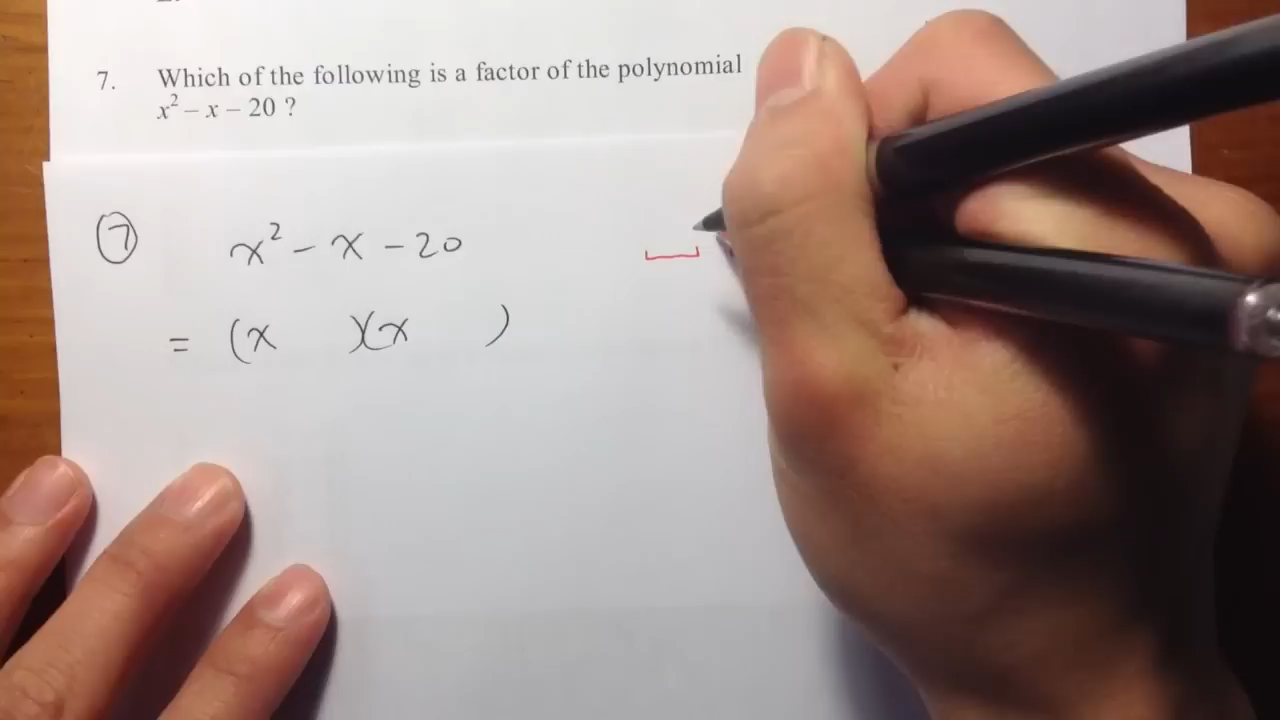 7. Which of the following is a factor of the polynomial
x² – x – 20 ?
⑦ x² – x – 20
= (x )(x )